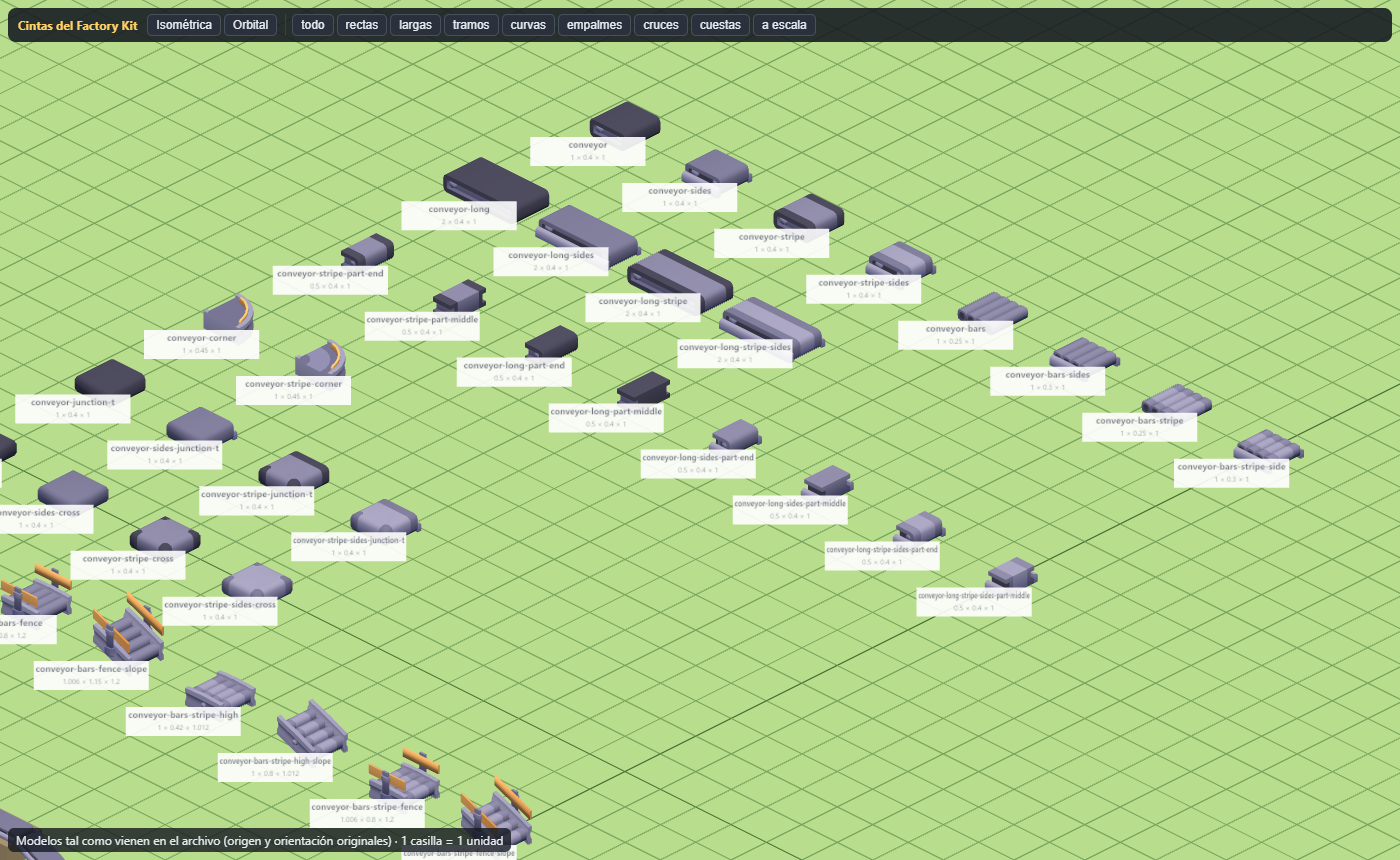 Cintas del Factory Kit
Isométrica
Orbital
todo
rectas
largas
tramos
curvas
empalmes
cruces
cuestas
a escala
conveyor
1 × 0.4 × 1
conveyor-sides
1 × 0.4 × 1
conveyor-long
2 × 0.4 × 1
conveyor-stripe
1 × 0.4 × 1
conveyor-long-sides
2 × 0.4 × 1
conveyor-stripe-part-end
0.5 × 0.4 × 1
conveyor-stripe-sides
1 × 0.4 × 1
conveyor-long-stripe
2 × 0.4 × 1
conveyor-stripe-part-middle
0.5 × 0.4 × 1
conveyor-bars
1 × 0.25 × 1
conveyor-corner
1 × 0.45 × 1
conveyor-long-stripe-sides
2 × 0.4 × 1
conveyor-long-part-end
0.5 × 0.4 × 1
conveyor-bars-sides
1 × 0.3 × 1
conveyor-stripe-corner
1 × 0.45 × 1
conveyor-junction-t
1 × 0.4 × 1
conveyor-long-part-middle
0.5 × 0.4 × 1
conveyor-bars-stripe
1 × 0.25 × 1
conveyor-sides-junction-t
1 × 0.4 × 1
conveyor-long-sides-part-end
0.5 × 0.4 × 1
conveyor-bars-stripe-side
1 × 0.3 × 1
conveyor-stripe-junction-t
1 × 0.4 × 1
conveyor-long-sides-part-middle
0.5 × 0.4 × 1
nveyor-sides-cross
1 × 0.4 × 1
conveyor-stripe-sides-junction-t
1 × 0.4 × 1
conveyor-long-stripe-sides-part-end
0.5 × 0.4 × 1
conveyor-stripe-cross
1 × 0.4 × 1
conveyor-long-stripe-sides-part-middle
0.5 × 0.4 × 1
conveyor-stripe-sides-cross
1 × 0.4 × 1
bars-fence
0.8 × 1.2
conveyor-bars-fence-slope
1.006 × 1.15 × 1.2
conveyor-bars-stripe-high
1 × 0.42 × 1.012
conveyor-bars-stripe-high-slope
1 × 0.8 × 1.012
conveyor-bars-stripe-fence
1.006 × 0.8 × 1.2
Modelos tal como vienen en el archivo (origen y orientación originales) · 1 casilla = 1 unidad
conveyor-bars-stripe-fence-slope